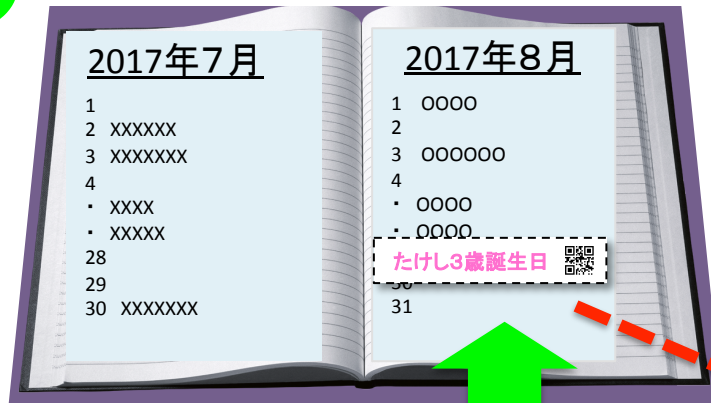 2017年7月
1
2 XXXXXX
3 XXXXXXX
4
・ XXXX
・ XXXXX
28
29
30 XXXXXXX
2017年8月
1 OOOO
2
3 OOOOOO
4
・ OOOO
・ OOOO
たけし3歳誕生日
30
31